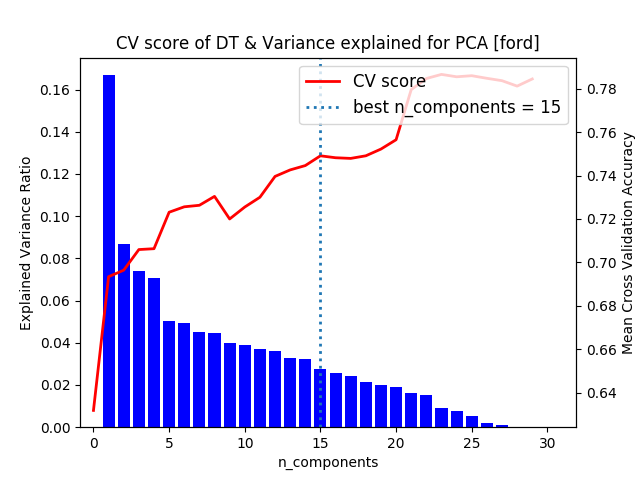 CV score of DT & Variance explained for PCA [ford]
CV score
best n_components = 15
Explained Variance Ratio
0.16
0.14
0.12
0.10
0.08
0.06
0.04
0.02
0.00
Mean Cross Validation Accuracy
0.78
0.76
0.74
0.72
0.70
0.68
0.66
0.64
0 5 10 15 20 25 30
n_components